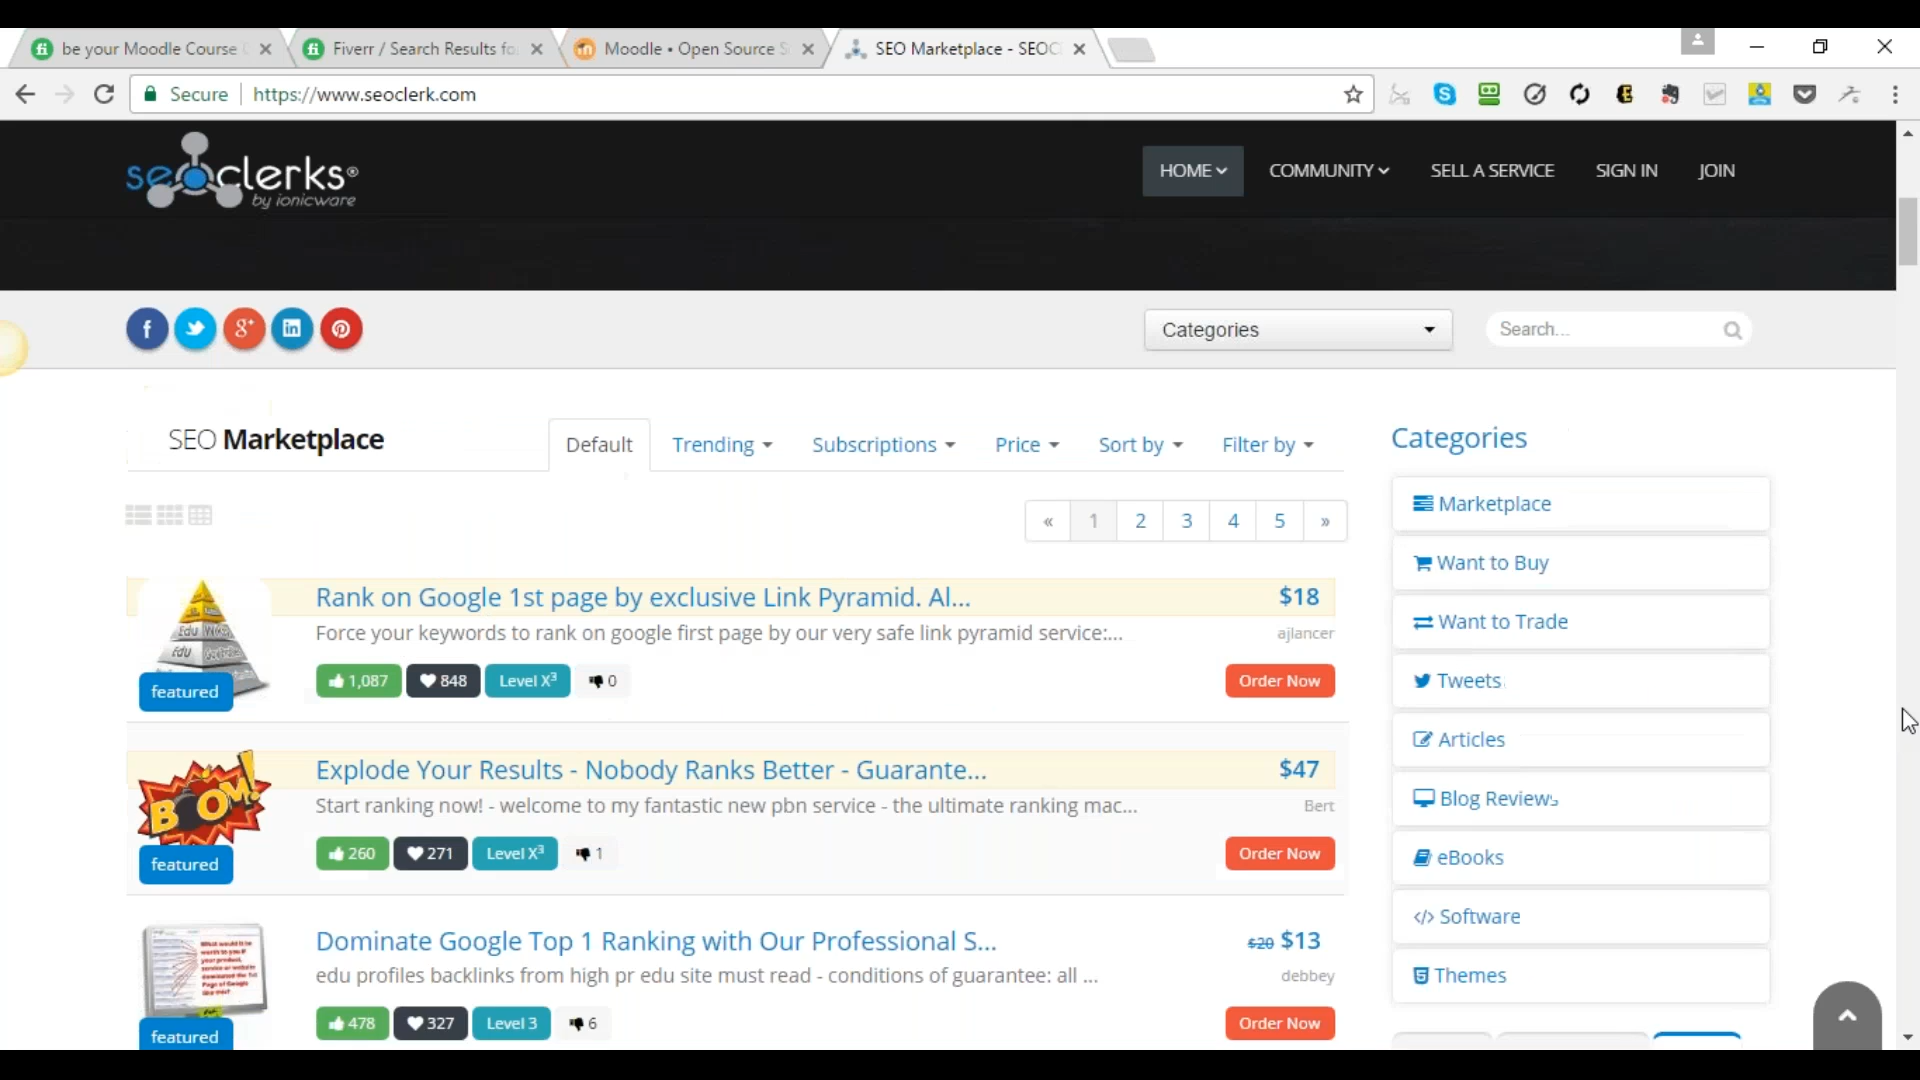 be your Moodle Course
Fiverr / Search Results fo
Moodle • Open Source S
SEO Marketplace - SEOC
Secure
https://www.seoclerk.com
seoclerks®
by ionicware
HOME
COMMUNITY
SELL A SERVICE
SIGN IN
JOIN
Categories
Search...
SEO Marketplace
Default
Trending
Subscriptions
Price
Sort by
Filter by
Categories
« 1 2 3 4 5 »
Marketplace
Want to Buy
Want to Trade
Tweets
Articles
Blog Reviews
eBooks
Software
Themes
Rank on Google 1st page by exclusive Link Pyramid. Al...
$18
Force your keywords to rank on google first page by our very safe link pyramid service:...
ajlancer
featured
1,087
848
Level X³
0
Order Now
Explode Your Results - Nobody Ranks Better - Guarante...
$47
Start ranking now! - welcome to my fantastic new pbn service - the ultimate ranking mac...
Bert
BOOM!
featured
260
271
Level X³
1
Order Now
Dominate Google Top 1 Ranking with Our Professional S...
$20 $13
edu profiles backlinks from high pr edu site must read - conditions of guarantee: all ...
debbey
featured
478
327
Level 3
6
Order Now